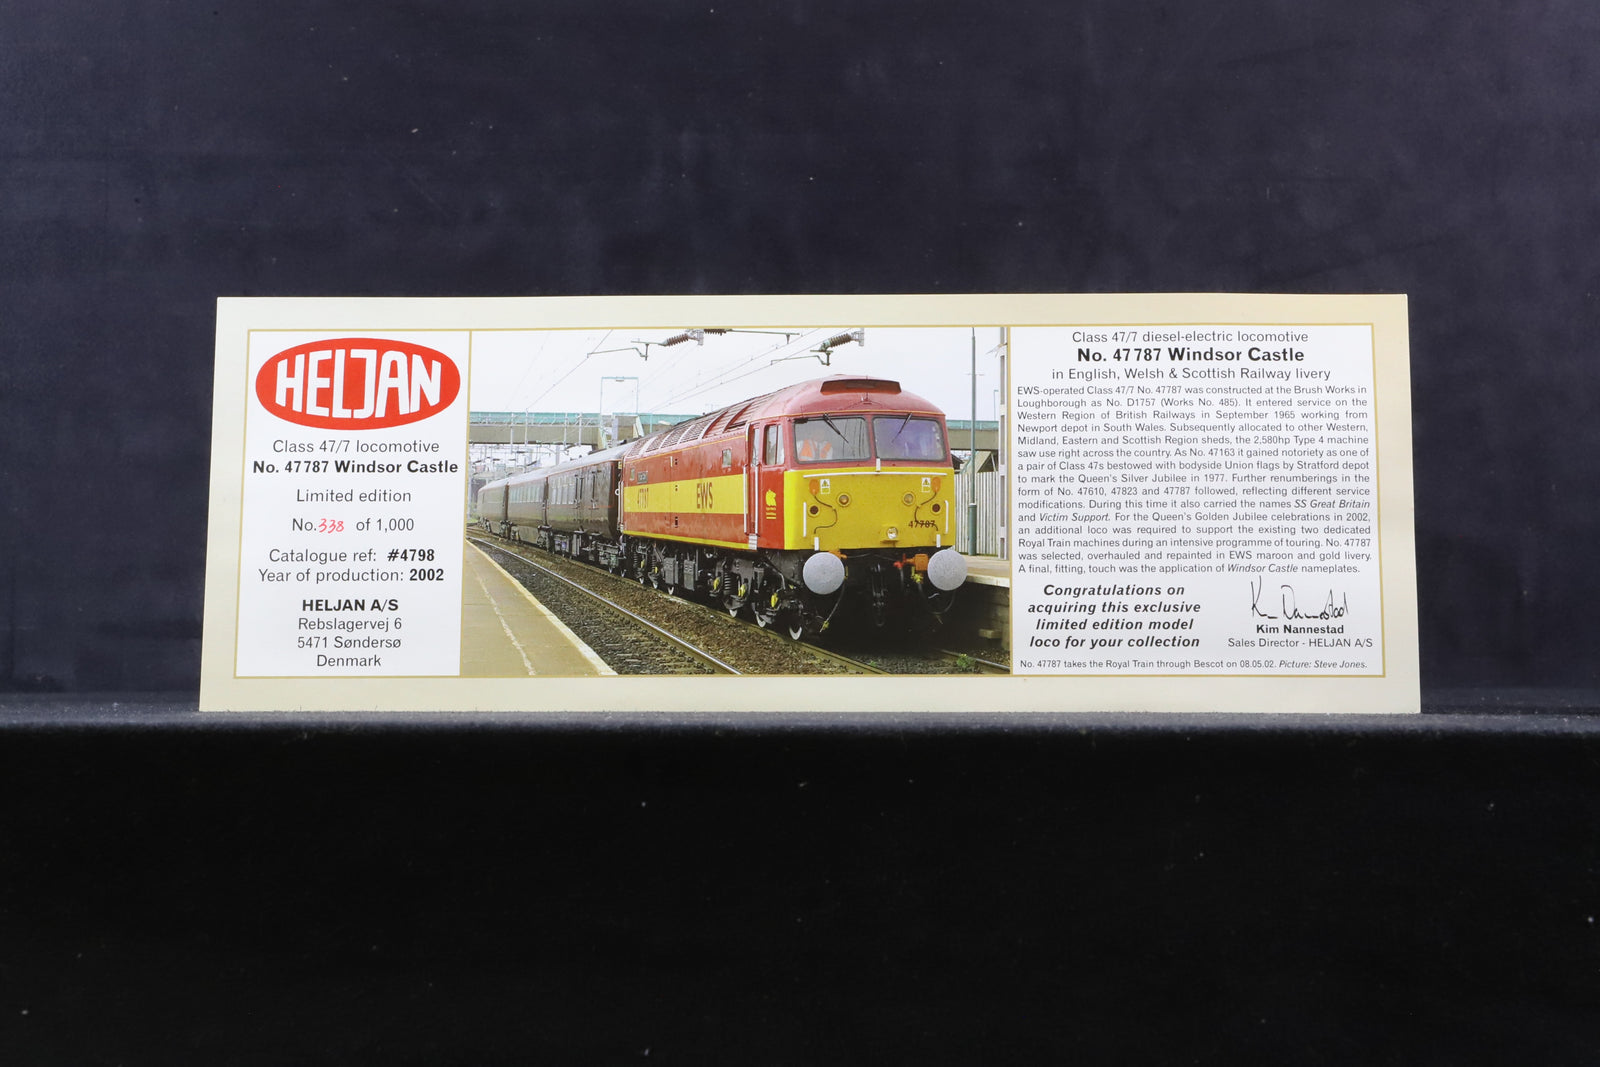 HELJAN
Class 47/7 locomotive
No. 47787 Windsor Castle
Limited edition
No. 338 of 1,000
Catalogue ref: #4798
Year of production: 2002
HELJAN A/S
Rebslagervej 6
5471 Søndersø
Denmark
47787
EWS
47787
Class 47/7 diesel-electric locomotive
No. 47787 Windsor Castle
in English, Welsh & Scottish Railway livery
EWS-operated Class 47/7 No. 47787 was constructed at the Brush Works in
Loughborough as No. D1757 (Works No. 485). It entered service on the
Western Region of British Railways in September 1965 working from
Newport depot in South Wales. Subsequently allocated to other Western,
Midland, Eastern and Scottish Region sheds, the 2,580hp Type 4 machine
saw use right across the country. As No. 47163 it gained notoriety as one of
a pair of Class 47s bestowed with bodyside Union flags by Stratford depot
to mark the Queen's Silver Jubilee in 1977. Further renumberings in the
form of No. 47610, 47823 and 47787 followed, reflecting different service
modifications. During this time it also carried the names SS Great Britain
and Victim Support. For the Queen's Golden Jubilee celebrations in 2002,
an additional loco was required to support the existing two dedicated
Royal Train machines during an intensive programme of touring. No. 47787
was selected, overhauled and repainted in EWS maroon and gold livery.
A final, fitting, touch was the application of Windsor Castle nameplates.
Congratulations on
acquiring this exclusive
limited edition model
loco for your collection
Kim Nannestad
Sales Director - HELJAN A/S
No. 47787 takes the Royal Train through Bescot on 08.05.02. Picture: Steve Jones.